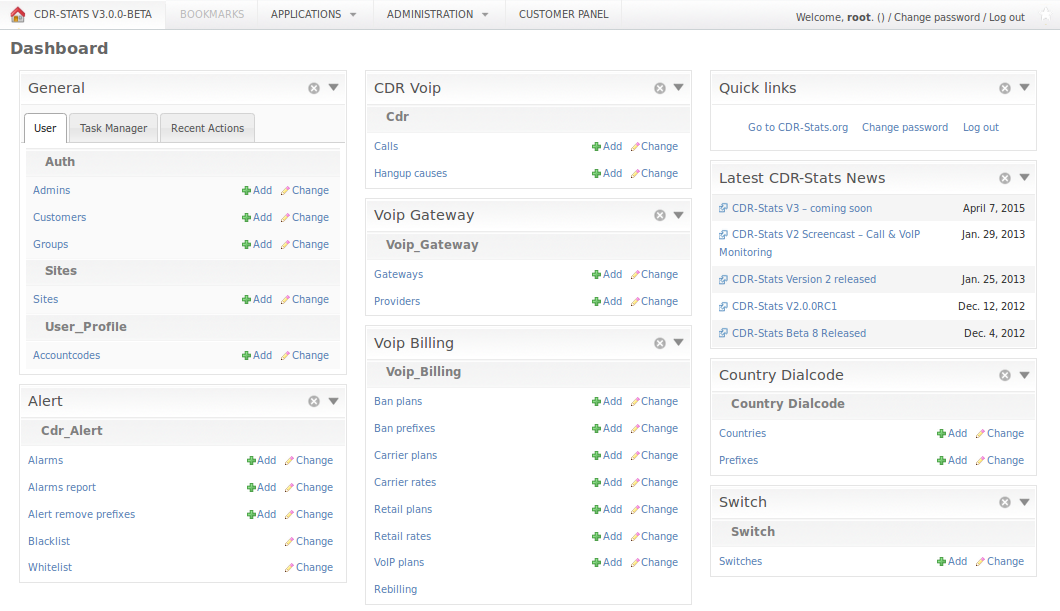 CDR-STATS V3.0.0-BETA BOOKMARKS APPLICATIONS ADMINISTRATION CUSTOMER PANEL Welcome, root. () / Change password / Log out
Dashboard
General
User Task Manager Recent Actions
Auth
Admins Add Change
Customers Add Change
Groups Add Change
Sites
Sites Add Change
User_Profile
Accountcodes Add Change
Alert
Cdr_Alert
Alarms Add Change
Alarms report Add Change
Alert remove prefixes Add Change
Blacklist Change
Whitelist Change
CDR Voip
Cdr
Calls Add Change
Hangup causes Add Change
Voip Gateway
Voip_Gateway
Gateways Add Change
Providers Add Change
Voip Billing
Voip_Billing
Ban plans Add Change
Ban prefixes Add Change
Carrier plans Add Change
Carrier rates Add Change
Retail plans Add Change
Retail rates Add Change
VoIP plans Add Change
Rebilling
Quick links
Go to CDR-Stats.org Change password Log out
Latest CDR-Stats News
CDR-Stats V3 – coming soon April 7, 2015
CDR-Stats V2 Screencast – Call & VoIP Jan. 29, 2013
Monitoring
CDR-Stats Version 2 released Jan. 25, 2013
CDR-Stats V2.0.0RC1 Dec. 12, 2012
CDR-Stats Beta 8 Released Dec. 4, 2012
Country Dialcode
Country Dialcode
Countries Add Change
Prefixes Add Change
Switch
Switch
Switches Add Change